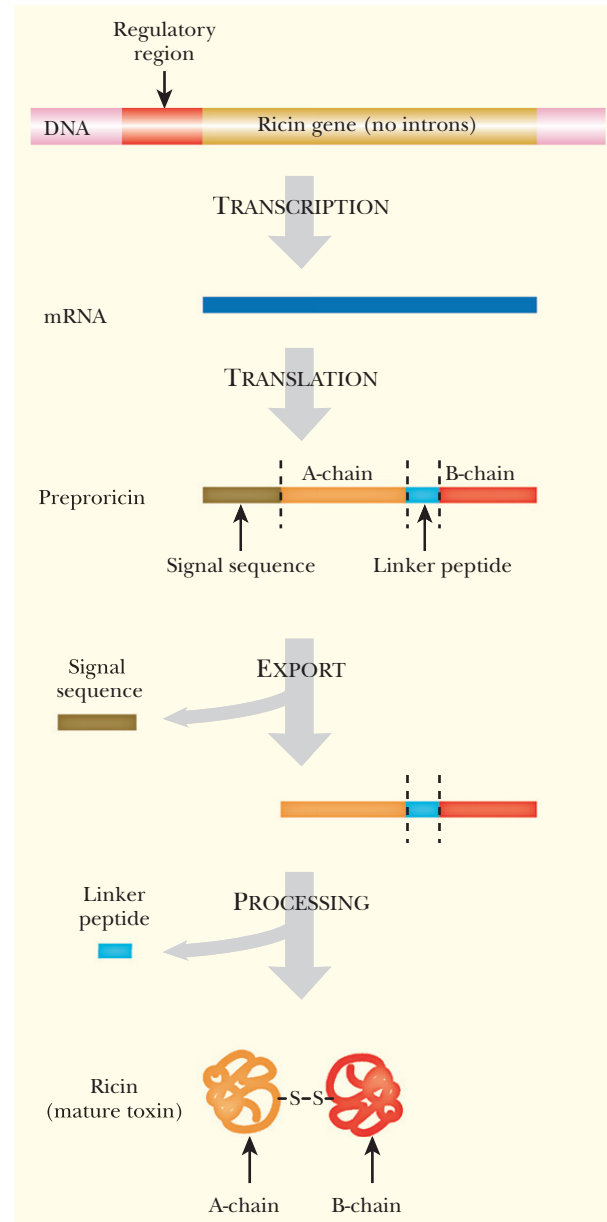 Regulatory
region
DNA
Ricin gene (no introns)
TRANSCRIPTION
mRNA
TRANSLATION
A-chain
B-chain
Preproricin
Signal sequence
Linker peptide
EXPORT
Signal
sequence
PROCESSING
Linker
peptide
Ricin
(mature toxin)
-S-S-
A-chain
B-chain